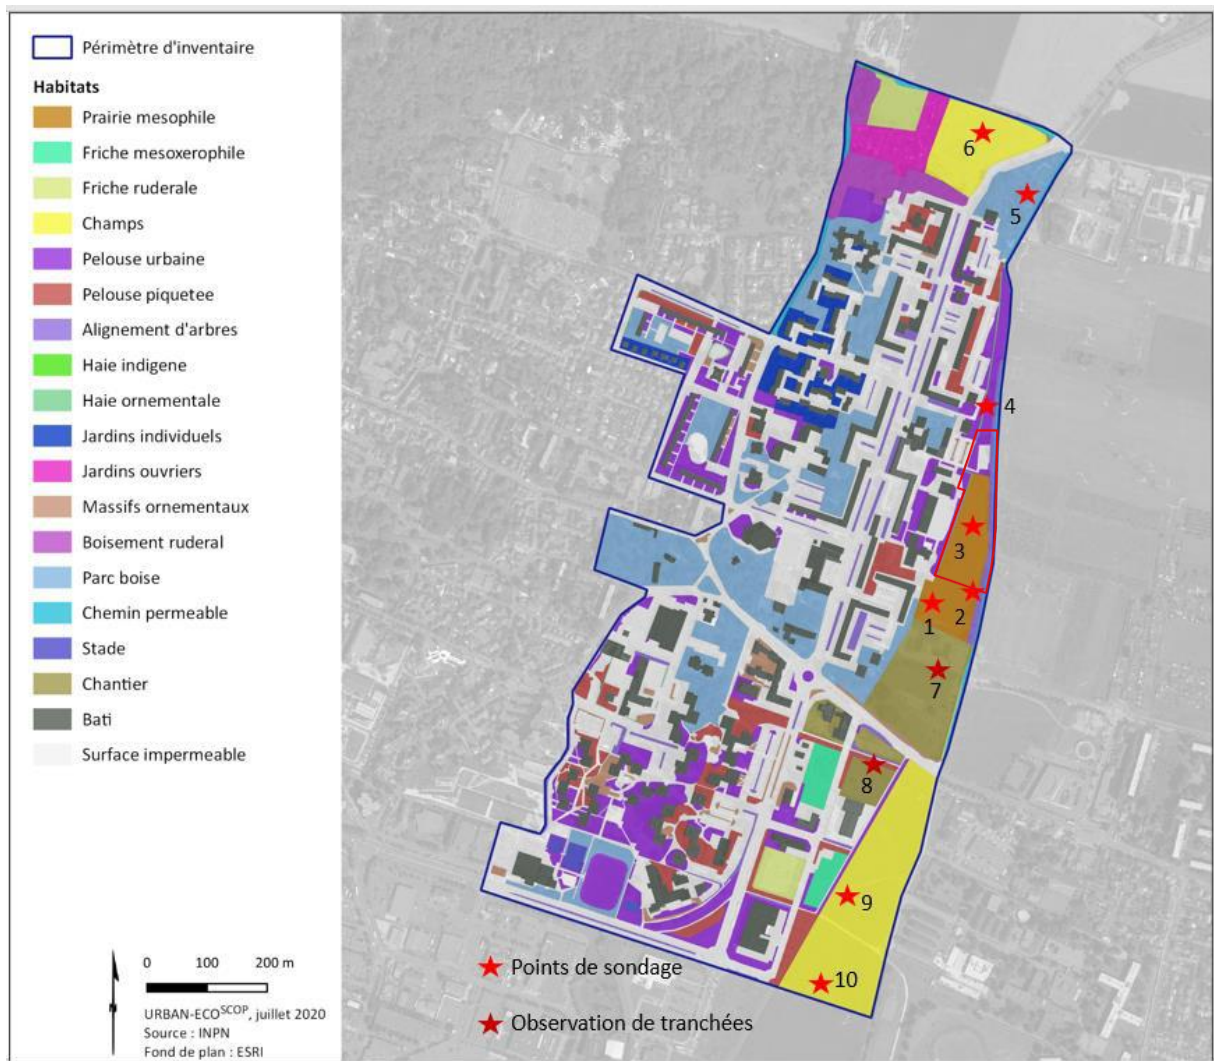 Périmètre d'inventaire
Habitats
Prairie mesophile
Friche mesoxerophile
Friche ruderale
Champs
Pelouse urbaine
Pelouse piquetee
Alignement d'arbres
Haie indigene
Haie ornementale
Jardins individuels
Jardins ouvriers
Massifs ornementaux
Boisement ruderal
Parc boise
Chemin permeable
Stade
Chantier
Bati
Surface impermeable
0 100 200 m
URBAN-ECOSCOP, juillet 2020
Source : INPN
Fond de plan : ESRI
6
5
4
3
1 2
7
8
9
10
Points de sondage
Observation de tranchées